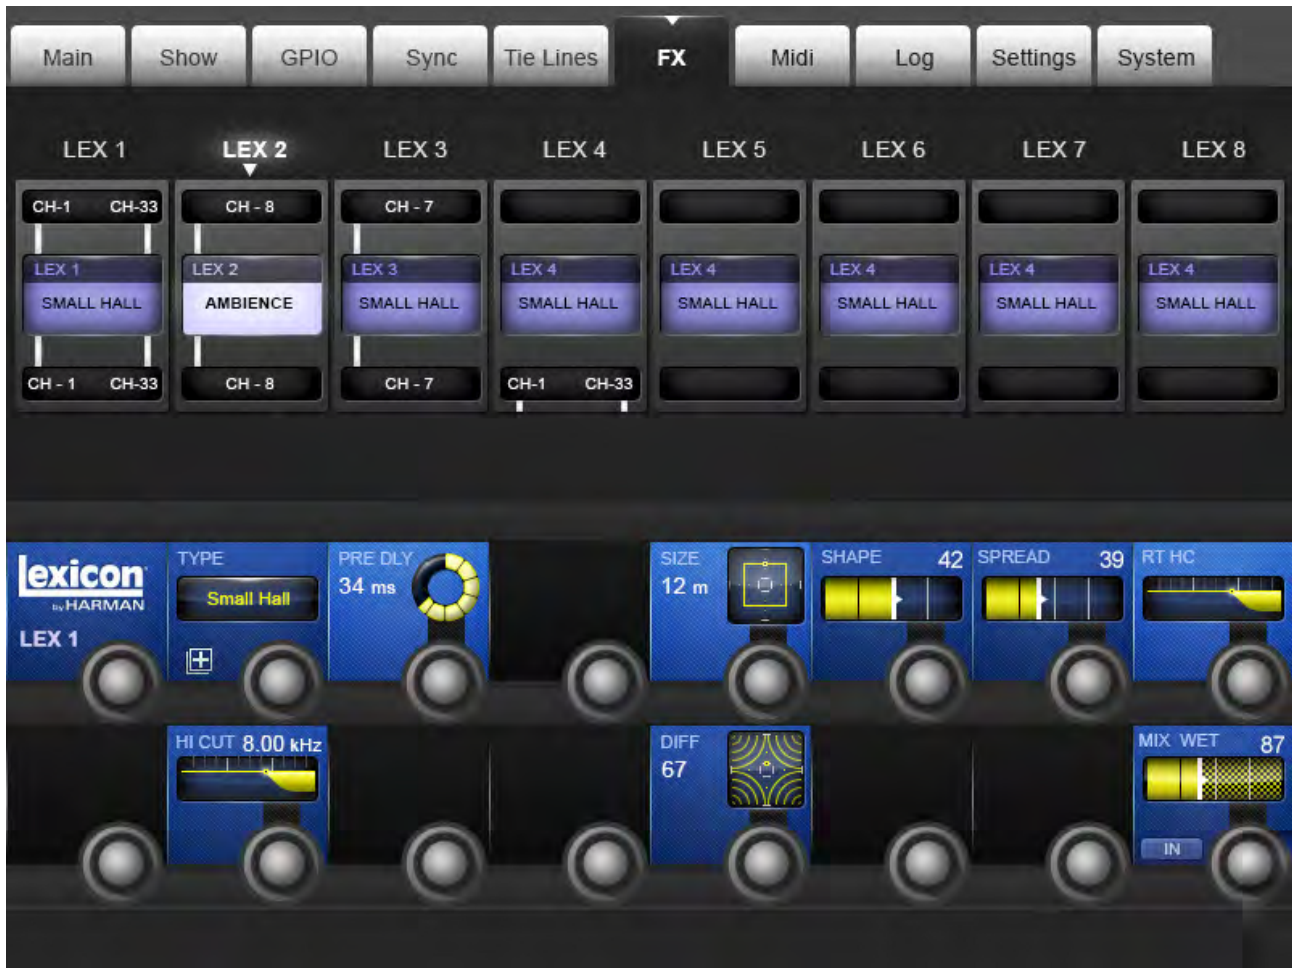 Main Show GPIO Sync Tie Lines FX Midi Log Settings System
LEX 1 LEX 2 LEX 3 LEX 4 LEX 5 LEX 6 LEX 7 LEX 8
CH-1 CH-33 CH - 8 CH - 7
LEX 1 LEX 2 LEX 3 LEX 4 LEX 4 LEX 4 LEX 4 LEX 4
SMALL HALL AMBIENCE SMALL HALL SMALL HALL SMALL HALL SMALL HALL SMALL HALL SMALL HALL
CH - 1 CH-33 CH - 8 CH - 7 CH-1 CH-33
lexicon
by HARMAN
LEX 1
TYPE
Small Hall
PRE DLY
34 ms
SIZE
12 m
SHAPE 42
SPREAD 39
RT HC
HI CUT 8.00 kHz
DIFF
67
MIX WET 87
IN